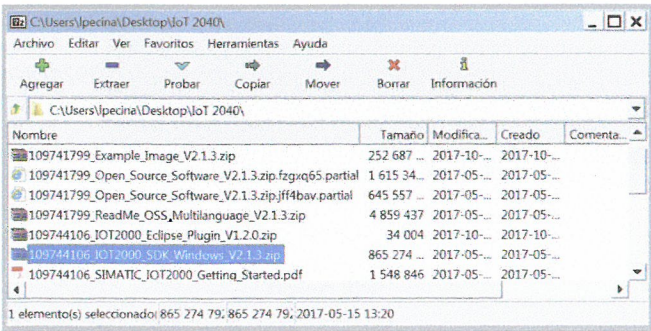 C:\Users\lpecina\Desktop\IoT 2040\
Archivo Editar Ver Favoritos Herramientas Ayuda
Agregar Extraer Probar Copiar Mover Borrar Información
C:\Users\lpecina\Desktop\IoT 2040\
Nombre Tamaño Modifica... Creado Comenta...
109741799_Example_Image_V2.1.3.zip 252 687 ... 2017-10-... 2017-10-...
109741799_Open_Source_Software_V2.1.3.zip.fzgxq65.partial 1 615 34... 2017-05-... 2017-05-...
109741799_Open_Source_Software_V2.1.3.zip.jff4bav.partial 645 557 ... 2017-05-... 2017-05-...
109741799_ReadMe_OSS_Multilanguage_V2.1.3.zip 4 859 437 2017-05-... 2017-05-...
109744106_IOT2000_Eclipse_Plugin_V1.2.0.zip 34 004 2017-10-... 2017-10-...
109744106_IOT2000_SDK_Windows_V2.1.3.zip 865 274 ... 2017-05-... 2017-05-...
109744106_SIMATIC_IOT2000_Getting_Started.pdf 1 548 846 2017-05-... 2017-05-...
1 elemento(s) seleccionado( 865 274 79, 865 274 79, 2017-05-15 13:20